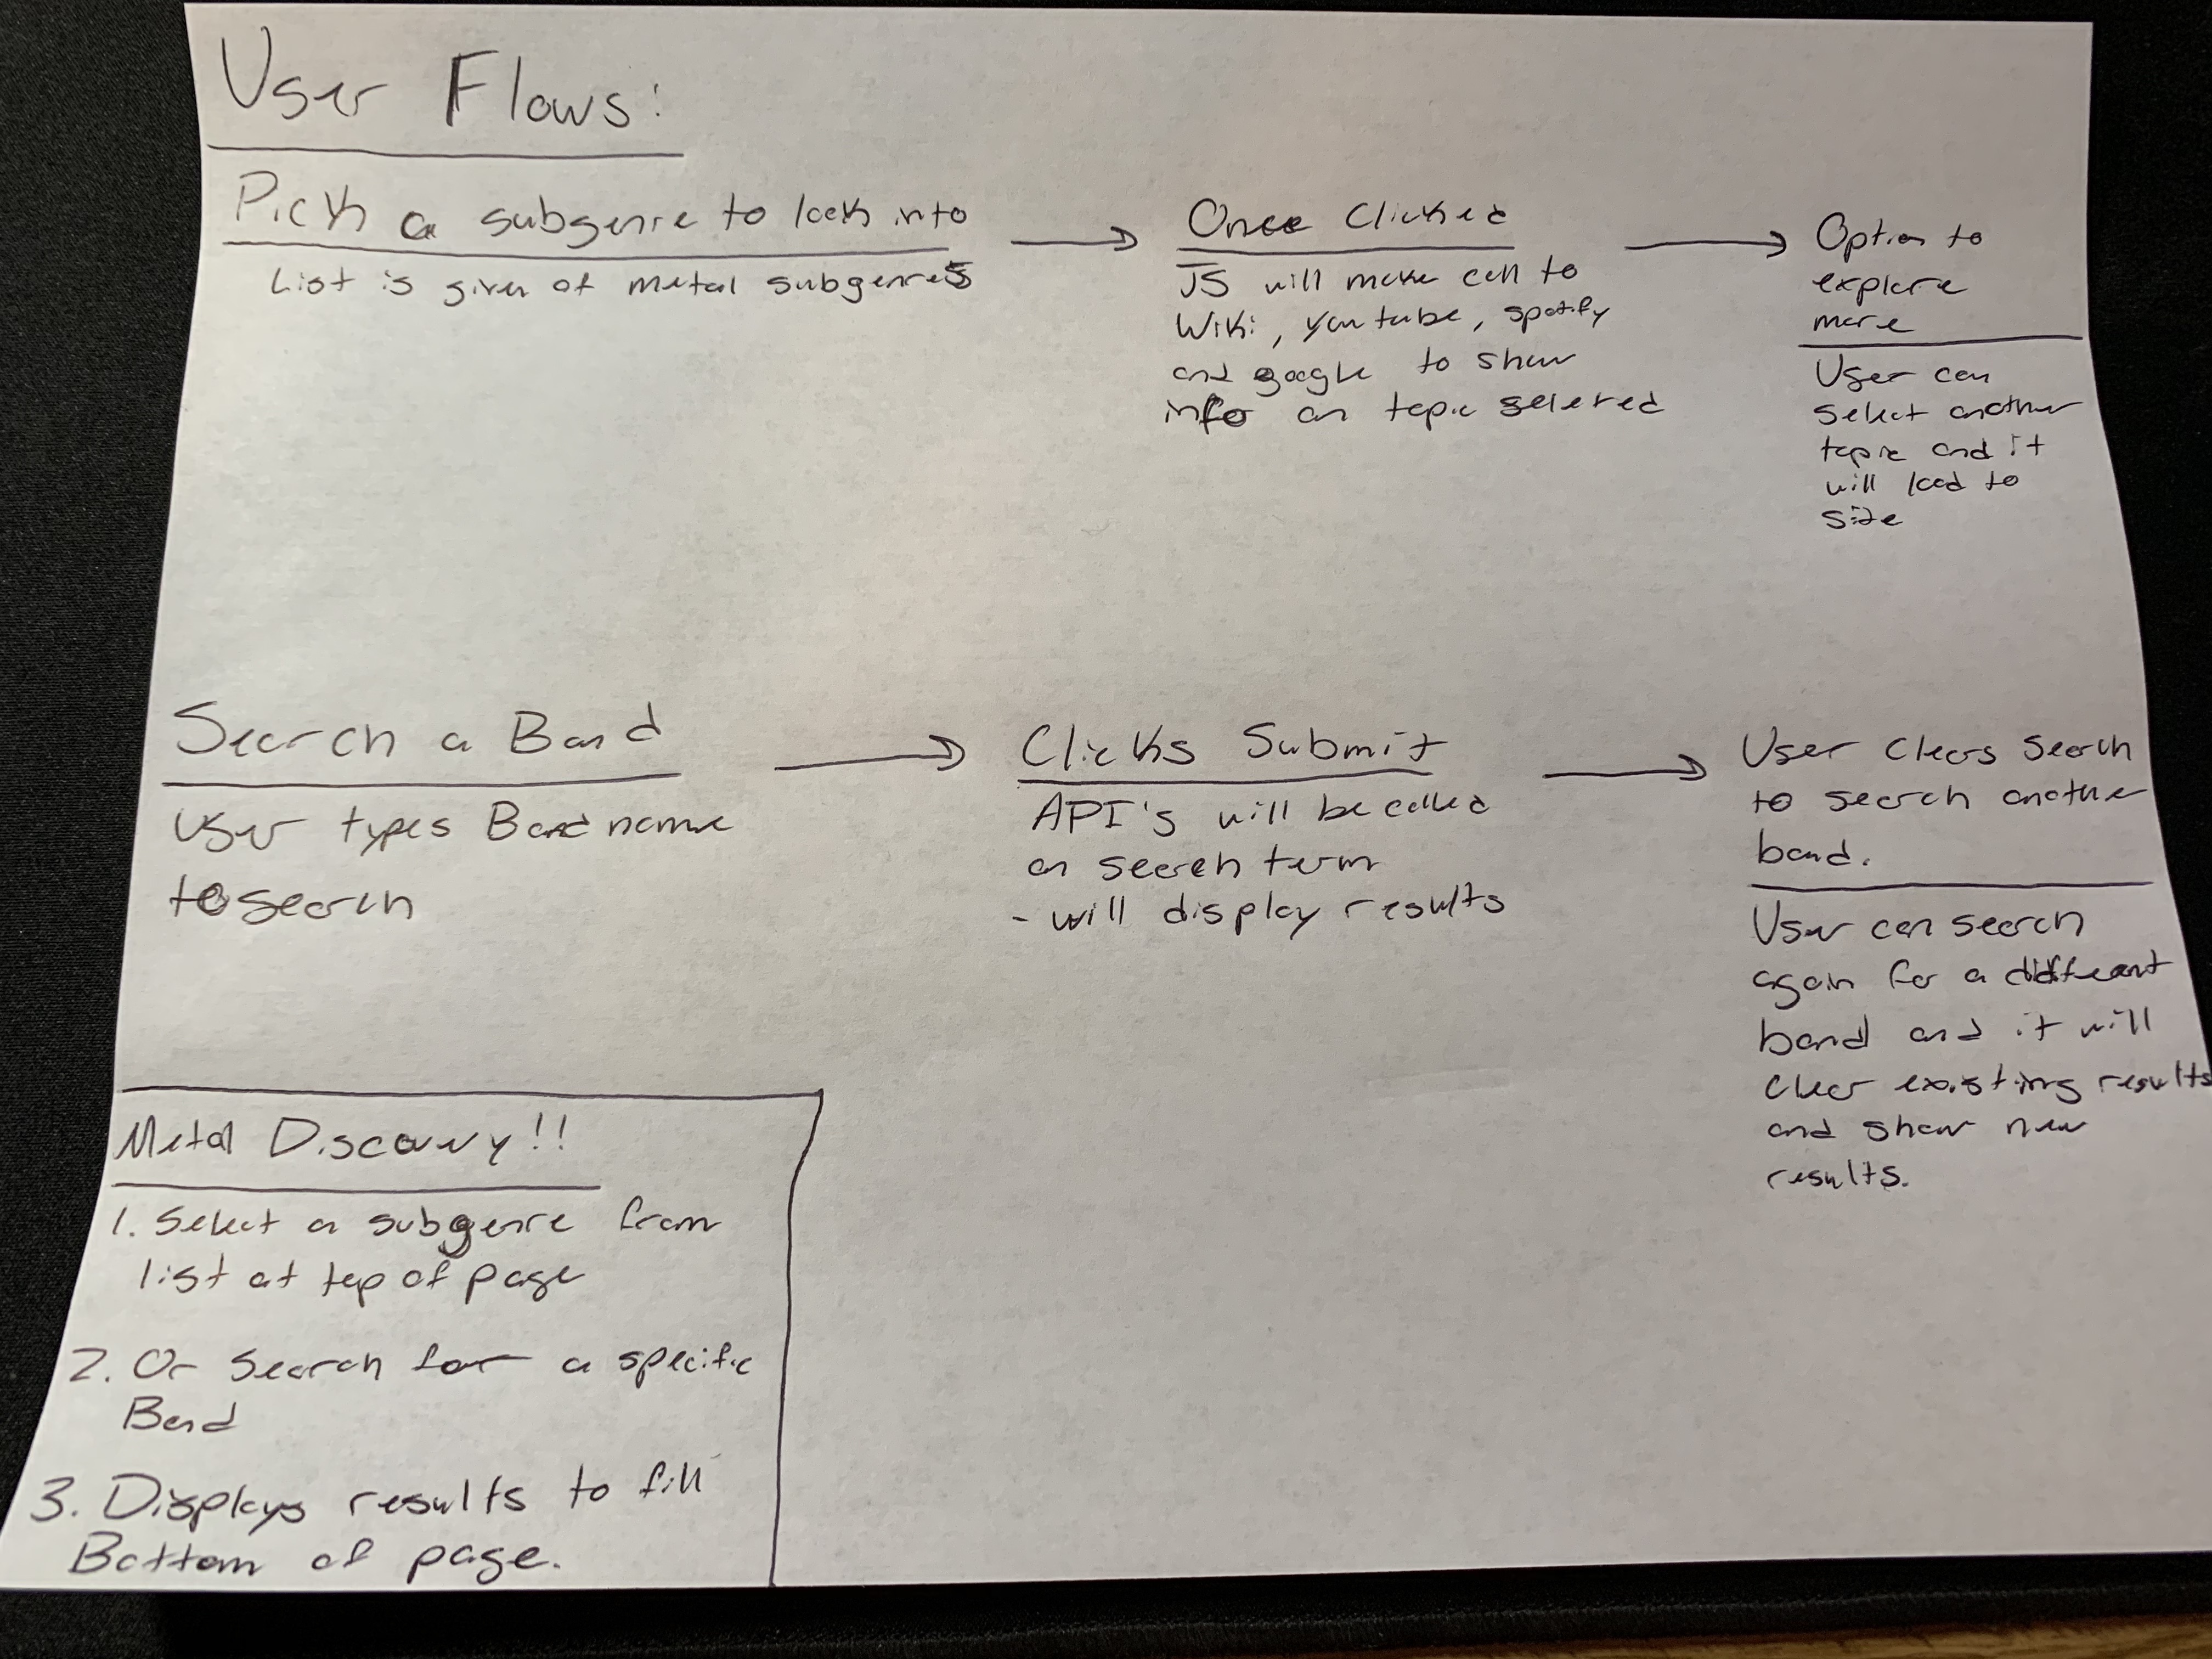 User Flows:
Pick a subgenre to look into
List is given of metal subgenres
Once Clicked
JS will make call to
Wiki, youtube, spotify
and google to show
info on topic selected
Option to
explore
more
User can
select another
topic and it
will load to
site
Search a Band
User types Band name
to search
Clicks Submit
API's will be called
on search term
- will display results
User clears search
to search another
band.
User can search
again for a different
band and it will
clear existing results
and show new
results.
Metal Discovery!!
1. Select a subgenre from
list at top of page
2. Or search for a specific
Band
3. Displays results to fill
Bottom of page.